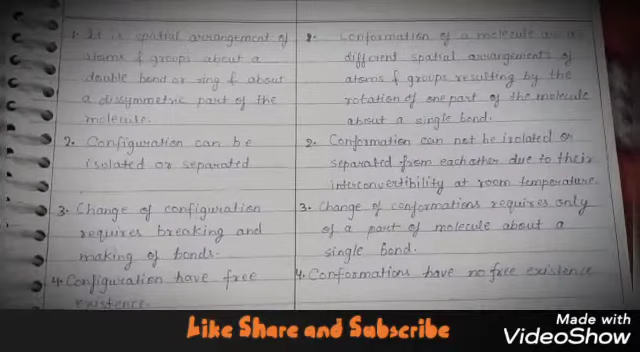 1. It is spatial arrangement of
atoms & groups about a
double bond or ring & about
a dissymmetric part of the
molecule.
2. Configuration can be
isolated or separated
3. Change of configuration
requires breaking and
making of bonds.
4. Configuration have free
existence.
1. Conformation of a molecule are
different spatial arrangements of
atoms & groups resulting by the
rotation of one part of the molecule
about a single bond.
2. Conformation can not be isolated or
separated from each other due to their
interconvertibility at room temperature.
3. Change of conformations requires only
of a part of molecule about a
single bond.
4. Conformations have no free existence
Like Share and Subscribe
Made with
VideoShow